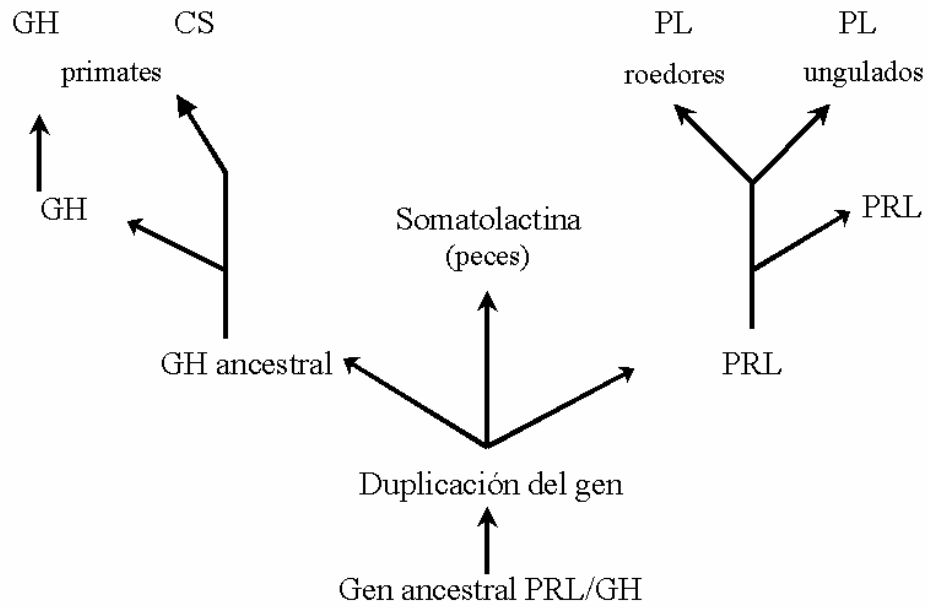 GH CS PL PL
primates roedores ungulados
GH PRL
Somatolactina
(peces)
GH ancestral PRL
Duplicación del gen
Gen ancestral PRL/GH